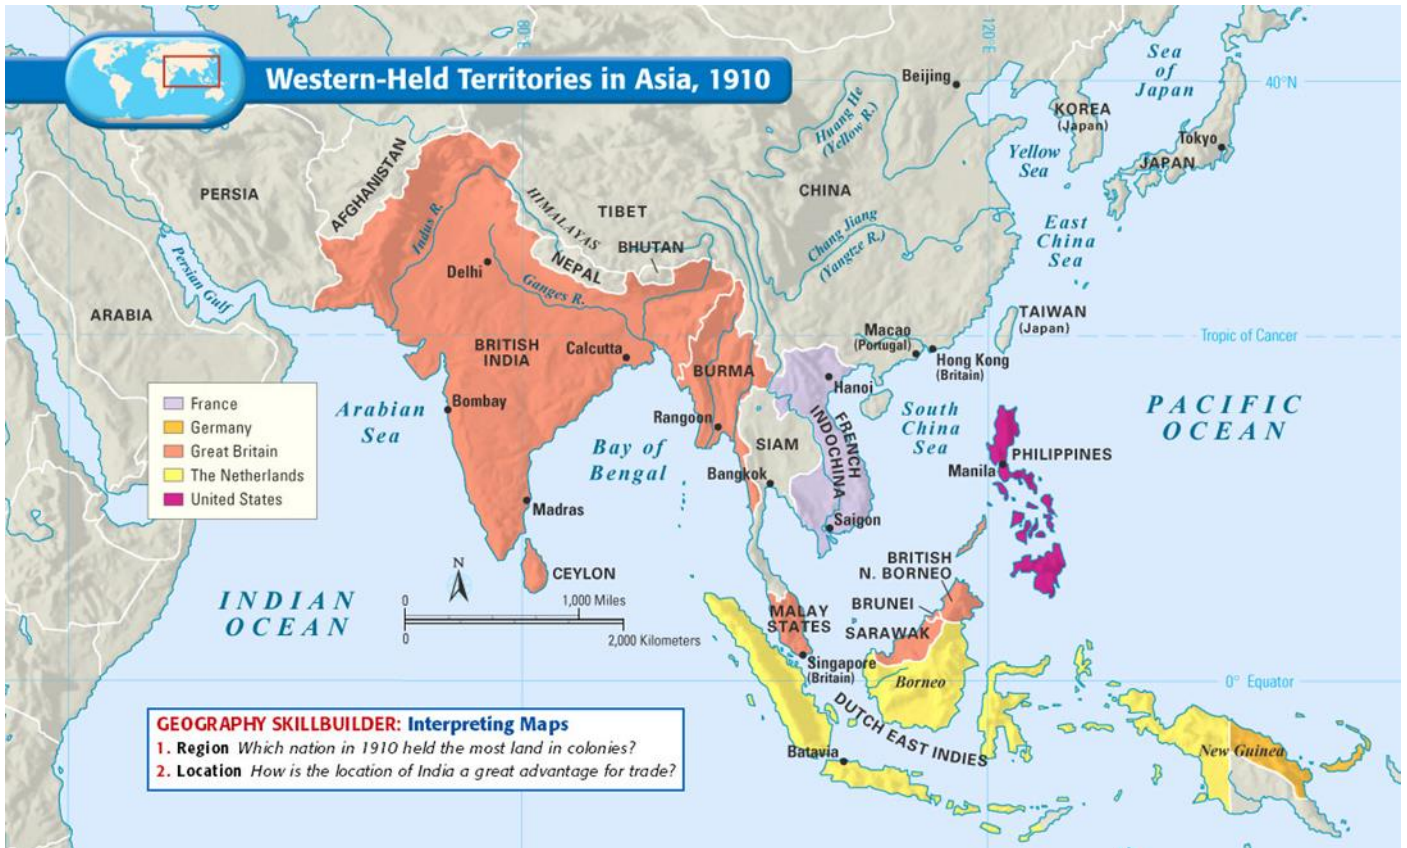 80°E
120°E
Western-Held Territories in Asia, 1910
40°N
Beijing
Sea
of
Japan
KOREA
(Japan)
Huang He
(Yellow R.)
Tokyo
JAPAN
Yellow
Sea
AFGHANISTAN
PERSIA
CHINA
HIMALAYAS
TIBET
Indus R.
Chang Jiang
(Yangtze R.)
East
China
Sea
BHUTAN
NEPAL
Delhi
Persian Gulf
Ganges R.
ARABIA
TAIWAN
(Japan)
Macao
(Portugal)
Tropic of Cancer
BRITISH
INDIA
Calcutta
Hong Kong
(Britain)
BURMA
Hanoi
France
Germany
Great Britain
The Netherlands
United States
Arabian
Sea
Bombay
Rangoon
Bay of
Bengal
SIAM
FRENCH
INDOCHINA
South
China
Sea
PACIFIC
OCEAN
PHILIPPINES
Manila
Bangkok
Madras
Saigon
CEYLON
BRITISH
N. BORNEO
N
INDIAN
OCEAN
0 1,000 Miles
0 2,000 Kilometers
MALAY
STATES
BRUNEI
SARAWAK
Singapore
(Britain)
Borneo
0° Equator
DUTCH EAST INDIES
Batavia
New Guinea
GEOGRAPHY SKILLBUILDER: Interpreting Maps
1. Region Which nation in 1910 held the most land in colonies?
2. Location How is the location of India a great advantage for trade?